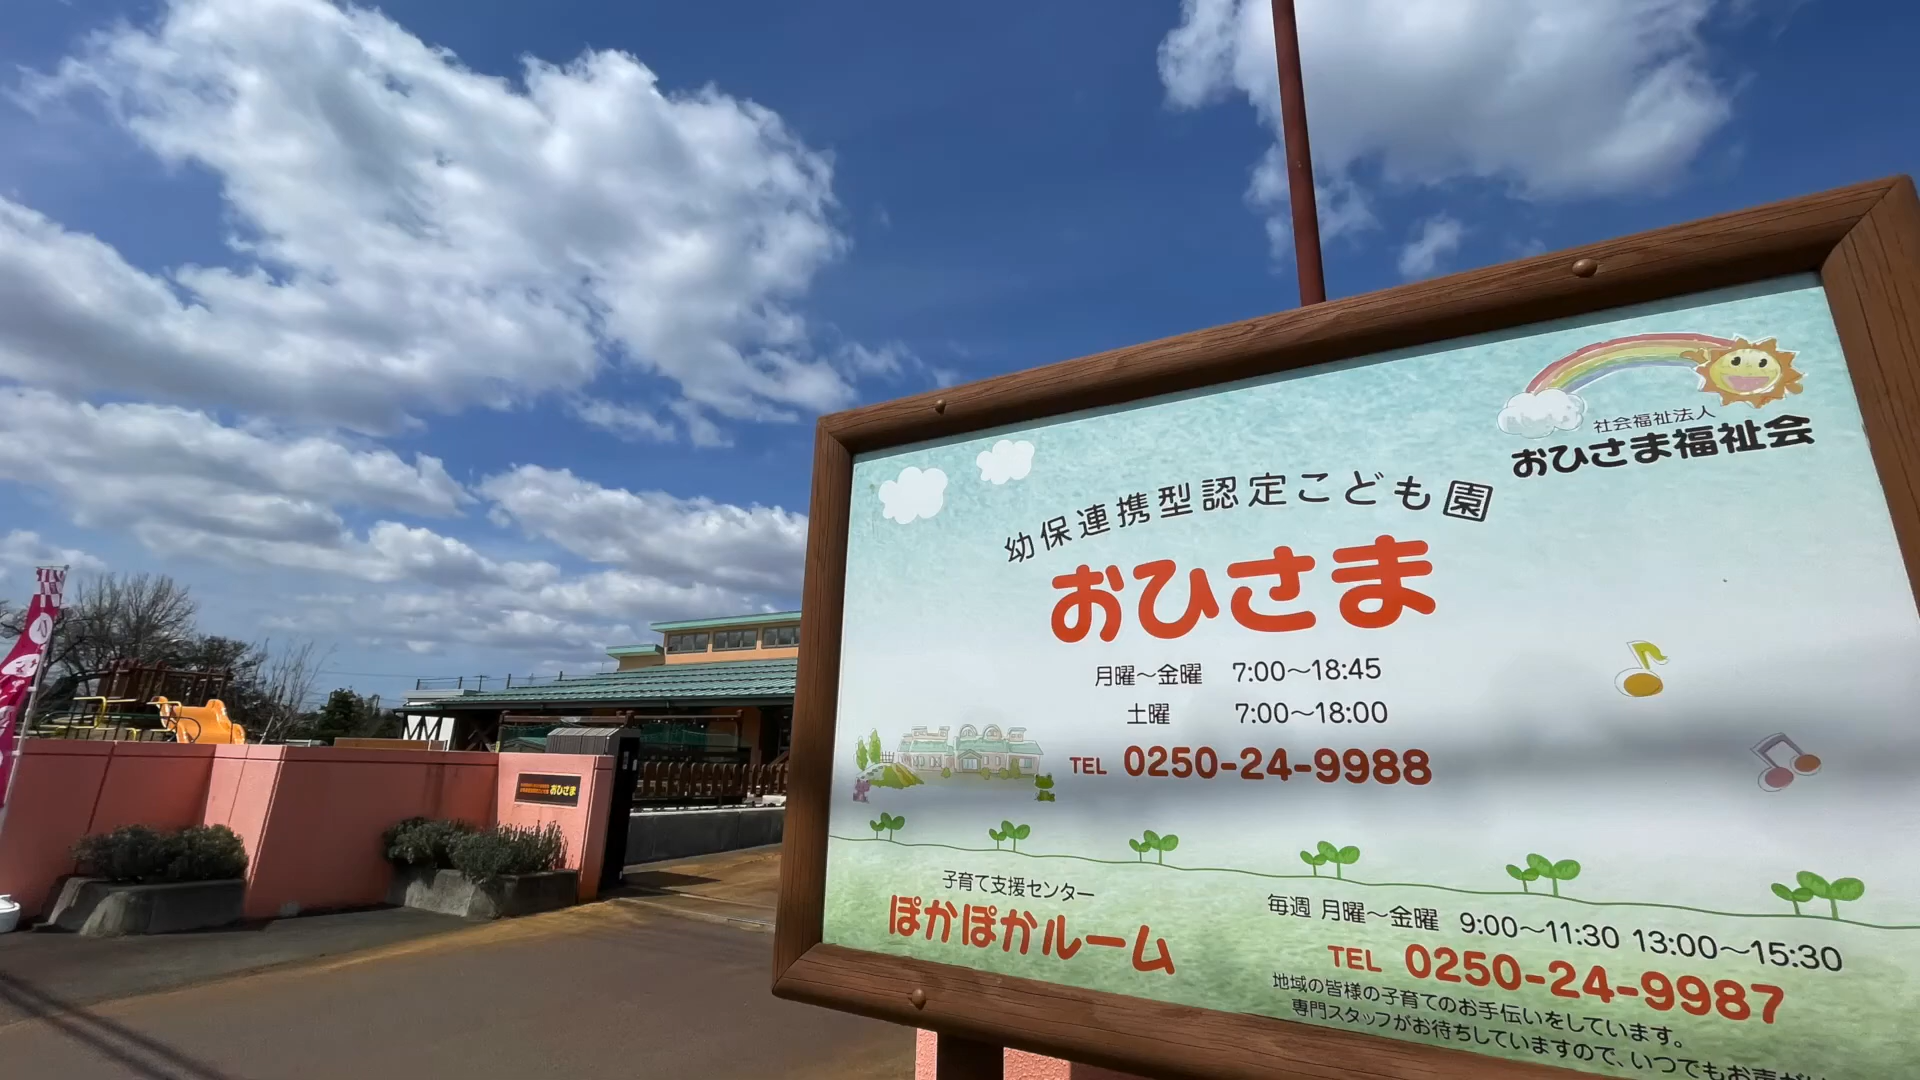 社会福祉法人
おひさま福祉会
幼保連携型認定こども園
おひさま
月曜～金曜 7:00～18:45
土曜 7:00～18:00
TEL 0250-24-9988
子育て支援センター
ぽかぽかルーム
毎週 月曜～金曜 9:00～11:30 13:00～15:30
TEL 0250-24-9987
地域の皆様の子育てのお手伝いをしています。
専門スタッフがお待ちしていますので、いつでもお声が
おひさま